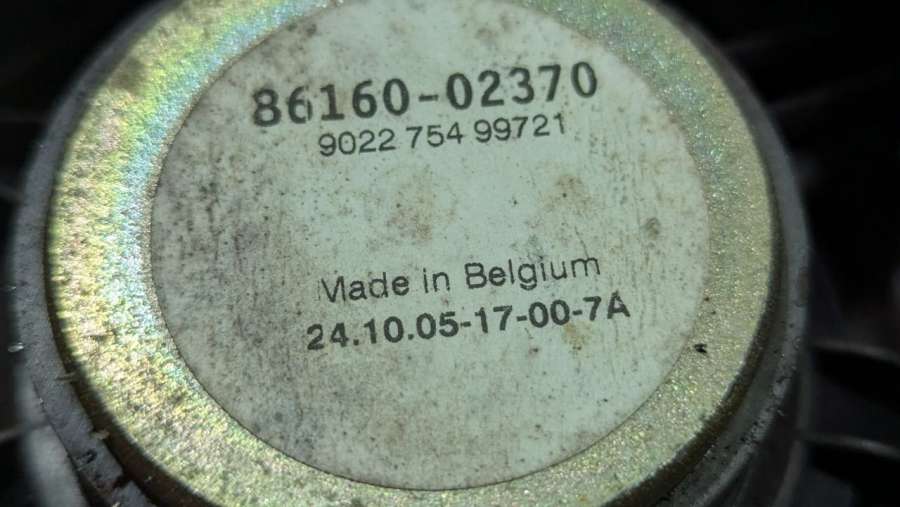 86160-02370
9022 754 99721
Made in Belgium
24.10.05-17-00-7A